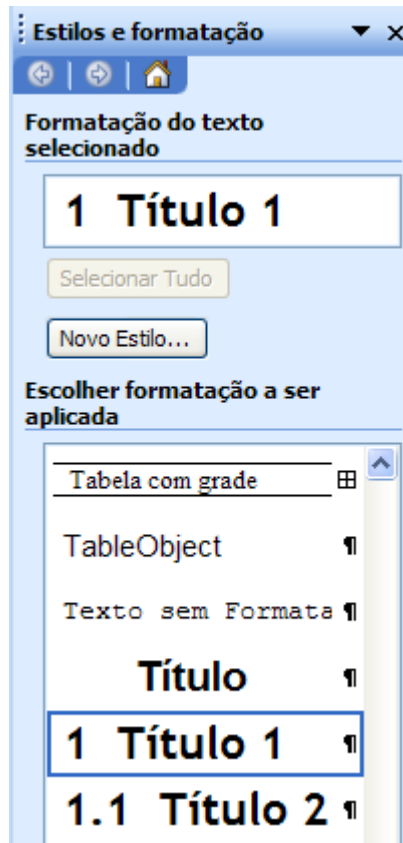 Estilos e formatação
Formatação do texto
selecionado
1 Título 1
Selecionar Tudo
Novo Estilo...
Escolher formatação a ser
aplicada
Tabela com grade
TableObject ¶
Texto sem Formata ¶
Título ¶
1 Título 1 ¶
1.1 Título 2 ¶